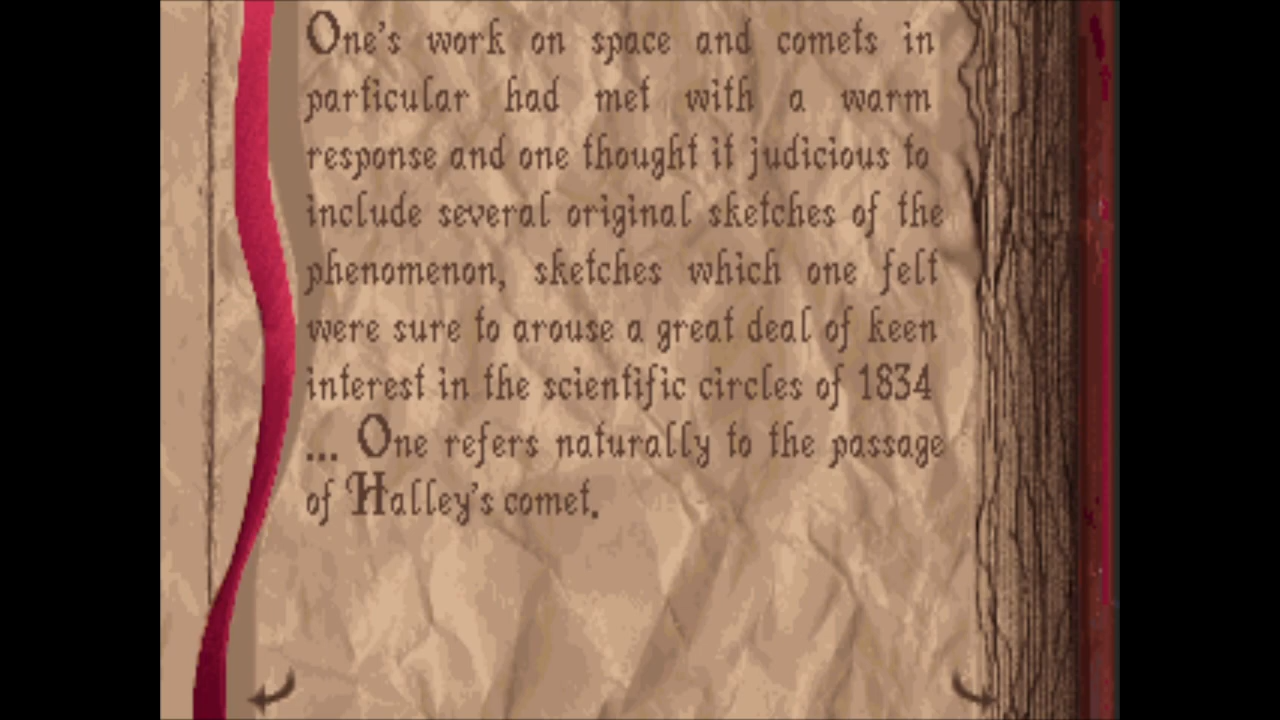 One's work on space and comets in
particular had met with a warm
response and one thought it judicious to
include several original sketches of the
phenomenon, sketches which one felt
were sure to arouse a great deal of keen
interest in the scientific circles of 1834
... One refers naturally to the passage
of Halley's comet.